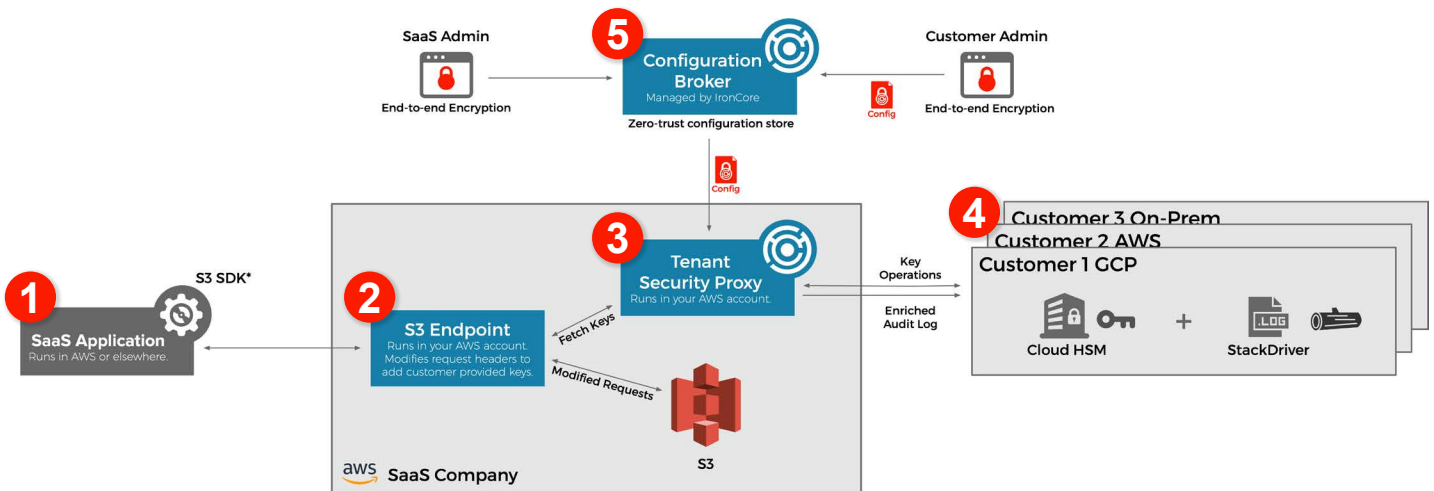 SaaS Admin
End-to-end Encryption
5
Configuration
Broker
Managed by IronCore
Zero-trust configuration store
Customer Admin
End-to-end Encryption
Config
Config
1
S3 SDK*
SaaS Application
Runs in AWS or elsewhere.
2
S3 Endpoint
Runs in your AWS account.
Modifies request headers to
add customer provided keys.
Fetch Keys
Modified Requests
3
Tenant
Security Proxy
Runs in your AWS account.
S3
aws
SaaS Company
Key
Operations
Enriched
Audit Log
4
Customer 3 On-Prem
Customer 2 AWS
Customer 1 GCP
Cloud HSM
+
.LOG
StackDriver